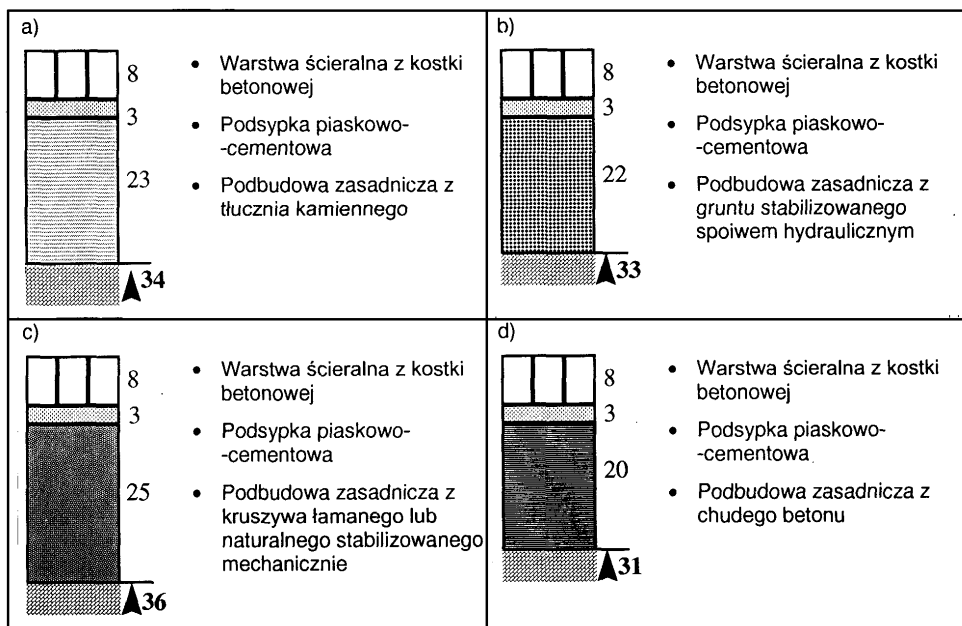 a)
8
3
23
34
• Warstwa ścieralna z kostki
betonowej
• Podsypka piaskowo-
-cementowa
• Podbudowa zasadnicza z
tłucznia kamiennego
b)
8
3
22
33
• Warstwa ścieralna z kostki
betonowej
• Podsypka piaskowo-
-cementowa
• Podbudowa zasadnicza z
gruntu stabilizowanego
spoiwem hydraulicznym
c)
8
3
25
36
• Warstwa ścieralna z kostki
betonowej
• Podsypka piaskowo-
-cementowa
• Podbudowa zasadnicza z
kruszywa łamanego lub
naturalnego stabilizowanego
mechanicznie
d)
8
3
20
31
• Warstwa ścieralna z kostki
betonowej
• Podsypka piaskowo-
-cementowa
• Podbudowa zasadnicza z
chudego betonu